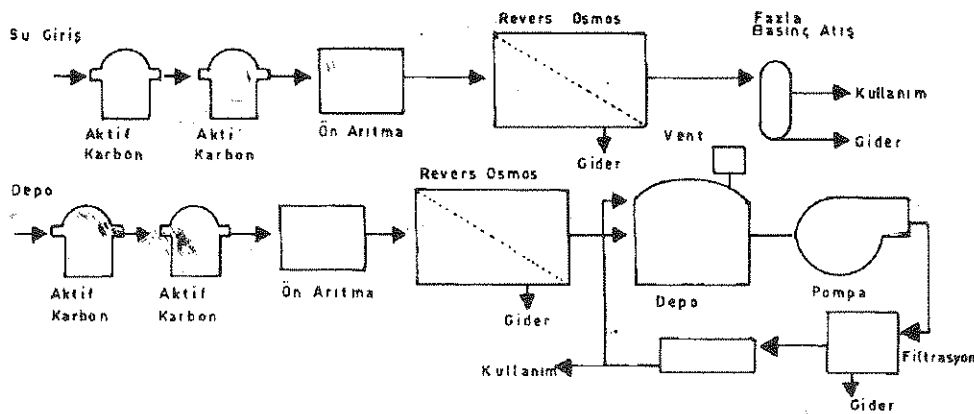 Su Giriş
Revers Osmos
Fazla
Basınç Atış
Kullanım
Gider
Aktif
Karbon
Akti
Karbon
Ön Arıtma
Gider
Vent
Depo
Revers Osmos
Aktif
Karbon
Aktif
Karbon
Ön Arıtma
Gider
Depo
Pompa
Kullanım
Filtrasyon
Gider